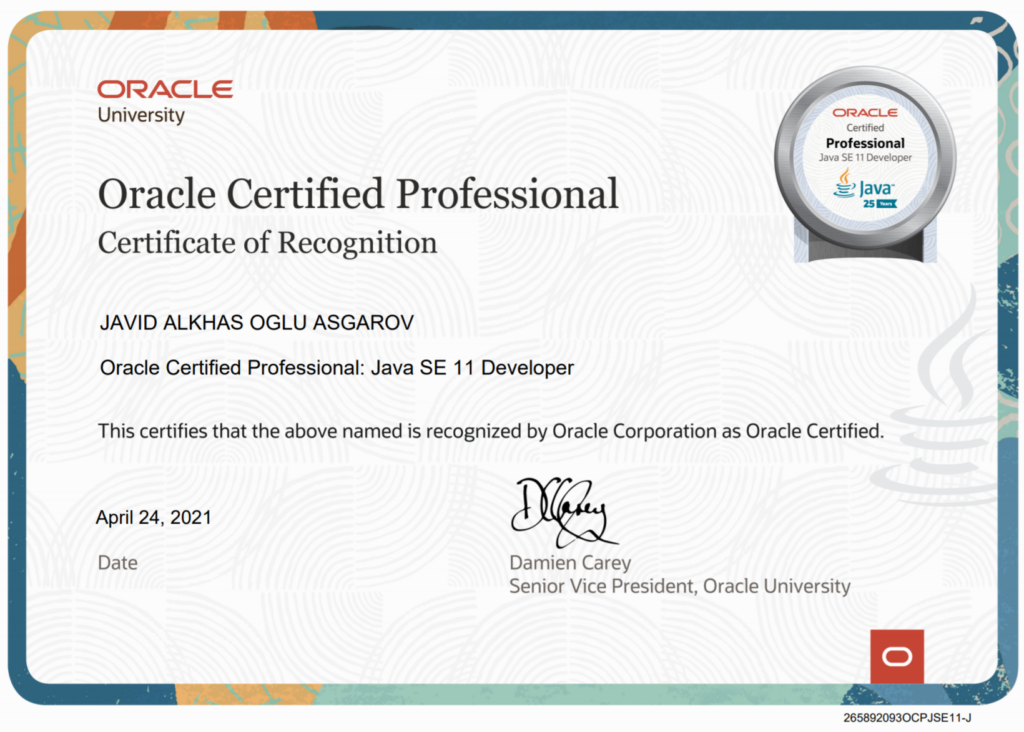 ORACLE
University
ORACLE
Certified
Professional
Java SE 11 Developer
Java™
25 Years
Oracle Certified Professional
Certificate of Recognition
JAVID ALKHAS OGLU ASGAROV
Oracle Certified Professional: Java SE 11 Developer
This certifies that the above named is recognized by Oracle Corporation as Oracle Certified.
DCarey
April 24, 2021
Date
Damien Carey
Senior Vice President, Oracle University
265892093OCPJSE11-J